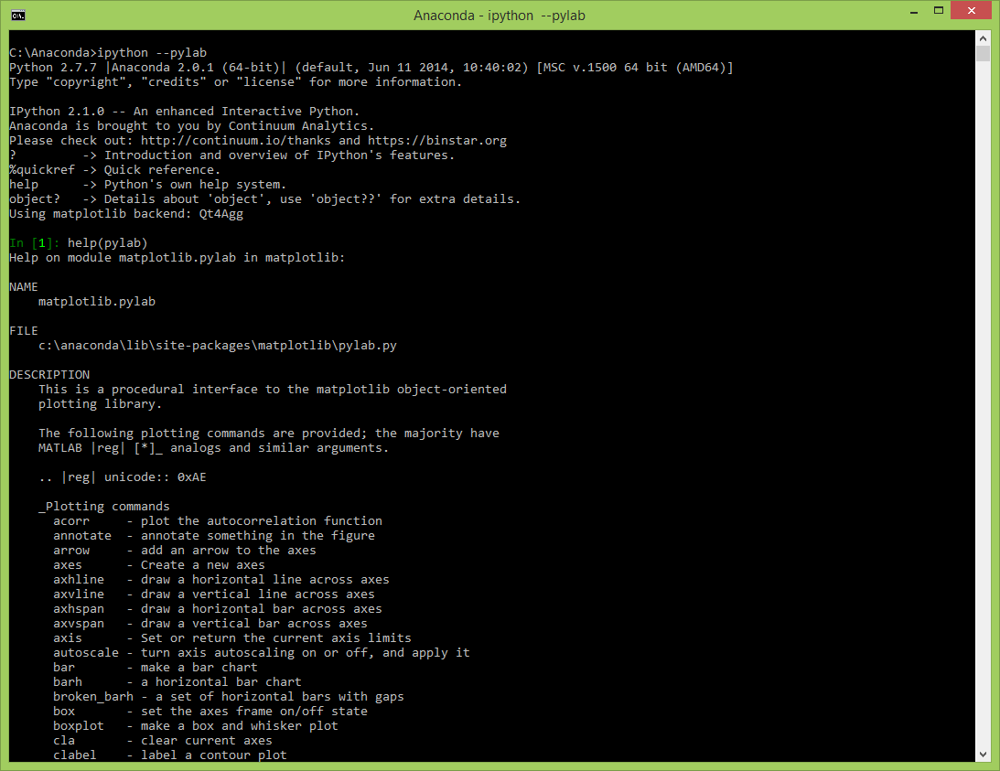 Anaconda - ipython  --pylab
C:\Anaconda>ipython --pylab
Python 2.7.7 |Anaconda 2.0.1 (64-bit)| (default, Jun 11 2014, 10:40:02) [MSC v.1500 64 bit (AMD64)]
Type "copyright", "credits" or "license" for more information.

IPython 2.1.0 -- An enhanced Interactive Python.
Anaconda is brought to you by Continuum Analytics.
Please check out: http://continuum.io/thanks and https://binstar.org
?         -> Introduction and overview of IPython's features.
%quickref -> Quick reference.
help      -> Python's own help system.
object?   -> Details about 'object', use 'object??' for extra details.
Using matplotlib backend: Qt4Agg

In [1]: help(pylab)
Help on module matplotlib.pylab in matplotlib:

NAME
    matplotlib.pylab

FILE
    c:\anaconda\lib\site-packages\matplotlib\pylab.py

DESCRIPTION
    This is a procedural interface to the matplotlib object-oriented
    plotting library.

    The following plotting commands are provided; the majority have
    MATLAB |reg| [*]_ analogs and similar arguments.

    .. |reg| unicode:: 0xAE

    _Plotting commands
      acorr     - plot the autocorrelation function
      annotate  - annotate something in the figure
      arrow     - add an arrow to the axes
      axes      - Create a new axes
      axhline   - draw a horizontal line across axes
      axvline   - draw a vertical line across axes
      axhspan   - draw a horizontal bar across axes
      axvspan   - draw a vertical bar across axes
      axis      - Set or return the current axis limits
      autoscale - turn axis autoscaling on or off, and apply it
      bar       - make a bar chart
      barh      - a horizontal bar chart
      broken_barh - a set of horizontal bars with gaps
      box       - set the axes frame on/off state
      boxplot   - make a box and whisker plot
      cla       - clear current axes
      clabel    - label a contour plot